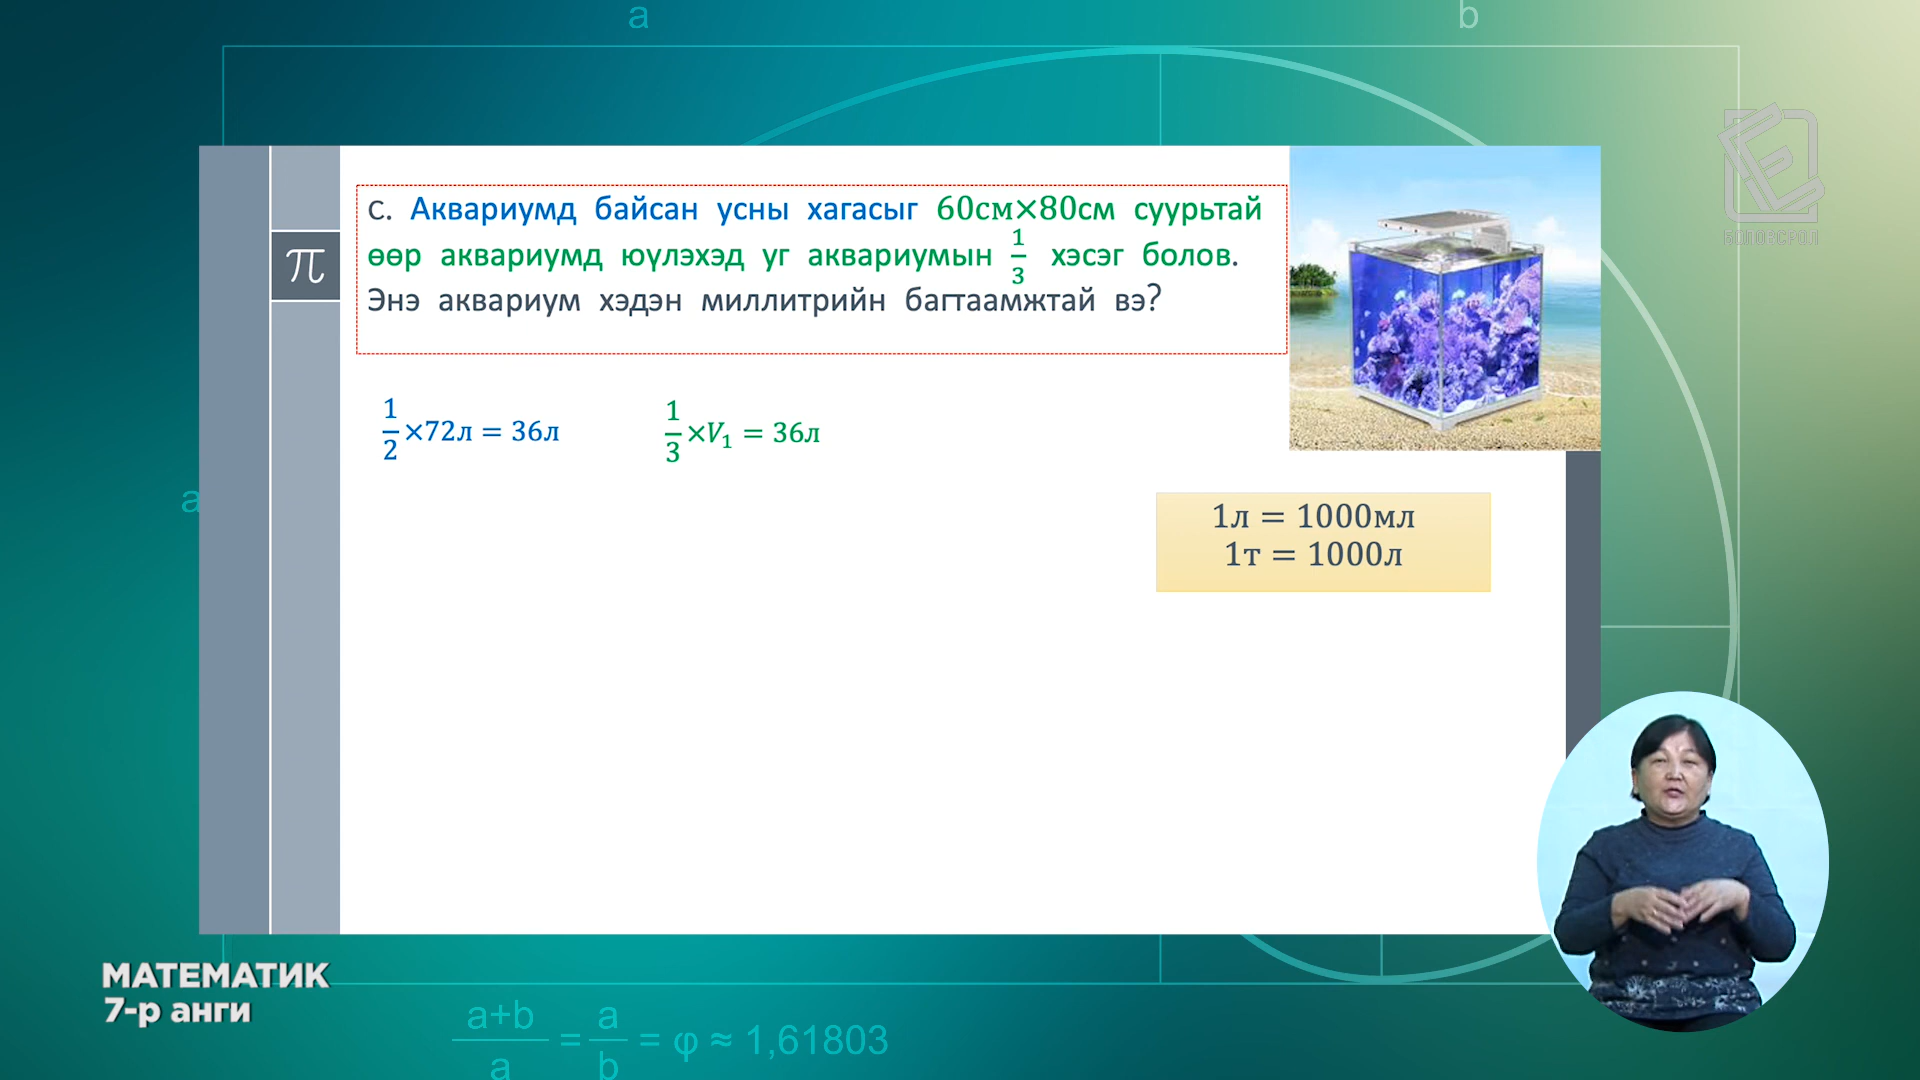 a
b
БОЛОВСРОЛ
C. Аквариумд байсан усны хагасыг 60см×80см суурьтай
өөр аквариумд юүлэхэд уг аквариумын 1/3 хэсэг болов.
Энэ аквариум хэдэн миллитрийн багтаамжтай вэ?
π
1/2 ×72л = 36л
1/3 ×V₁ = 36л
a
1л = 1000мл
1т = 1000л
МАТЕМАТИК
7-р анги
a+b/a = a/b = φ ≈ 1,61803